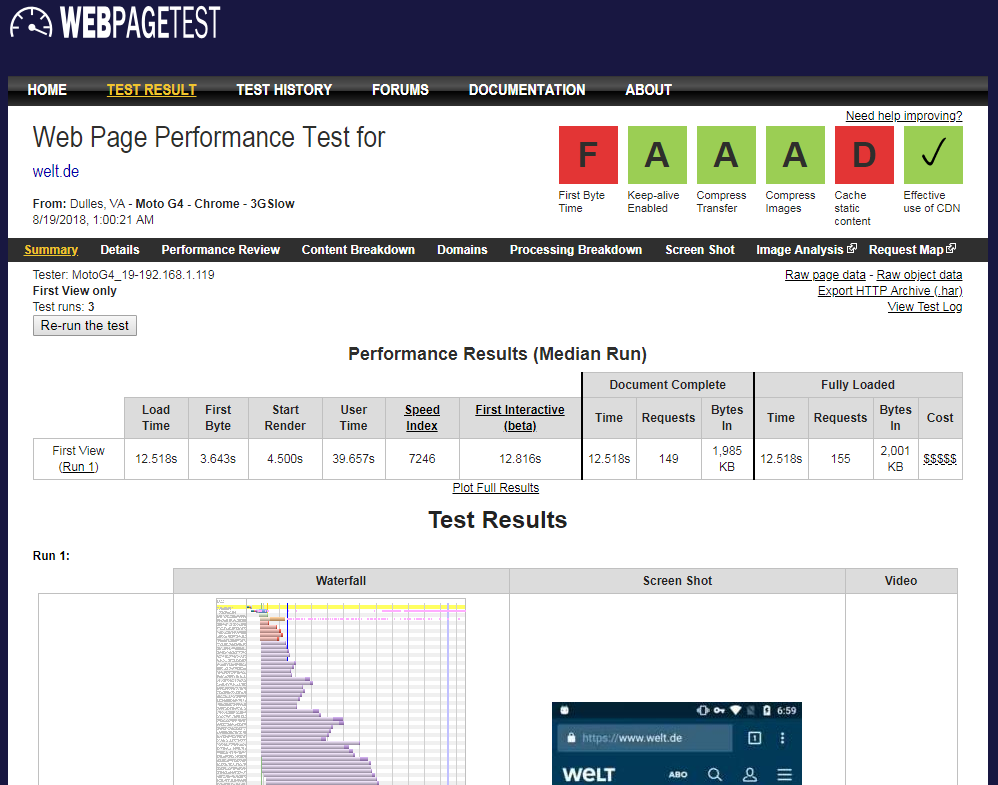 WEBPAGETEST
HOME TEST RESULT TEST HISTORY FORUMS DOCUMENTATION ABOUT
Need help improving?
Web Page Performance Test for
welt.de
From: Dulles, VA - Moto G4 - Chrome - 3GSlow
8/19/2018, 1:00:21 AM
F A A A D ✓
First Byte Time
Keep-alive Enabled
Compress Transfer
Compress Images
Cache static content
Effective use of CDN
Summary Details Performance Review Content Breakdown Domains Processing Breakdown Screen Shot Image Analysis Request Map
Tester: MotoG4_19-192.168.1.119
First View only
Test runs: 3
Re-run the test
Raw page data - Raw object data
Export HTTP Archive (.har)
View Test Log
Performance Results (Median Run)
Document Complete Fully Loaded
Load Time First Byte Start Render User Time Speed Index First Interactive (beta) Time Requests Bytes In Time Requests Bytes In Cost
First View (Run 1) 12.518s 3.643s 4.500s 39.657s 7246 12.816s 12.518s 149 1,985 KB 12.518s 155 2,001 KB $$$$$
Plot Full Results
Test Results
Run 1:
Waterfall Screen Shot Video
6:59
https://www.welt.de 1
WELT ABO